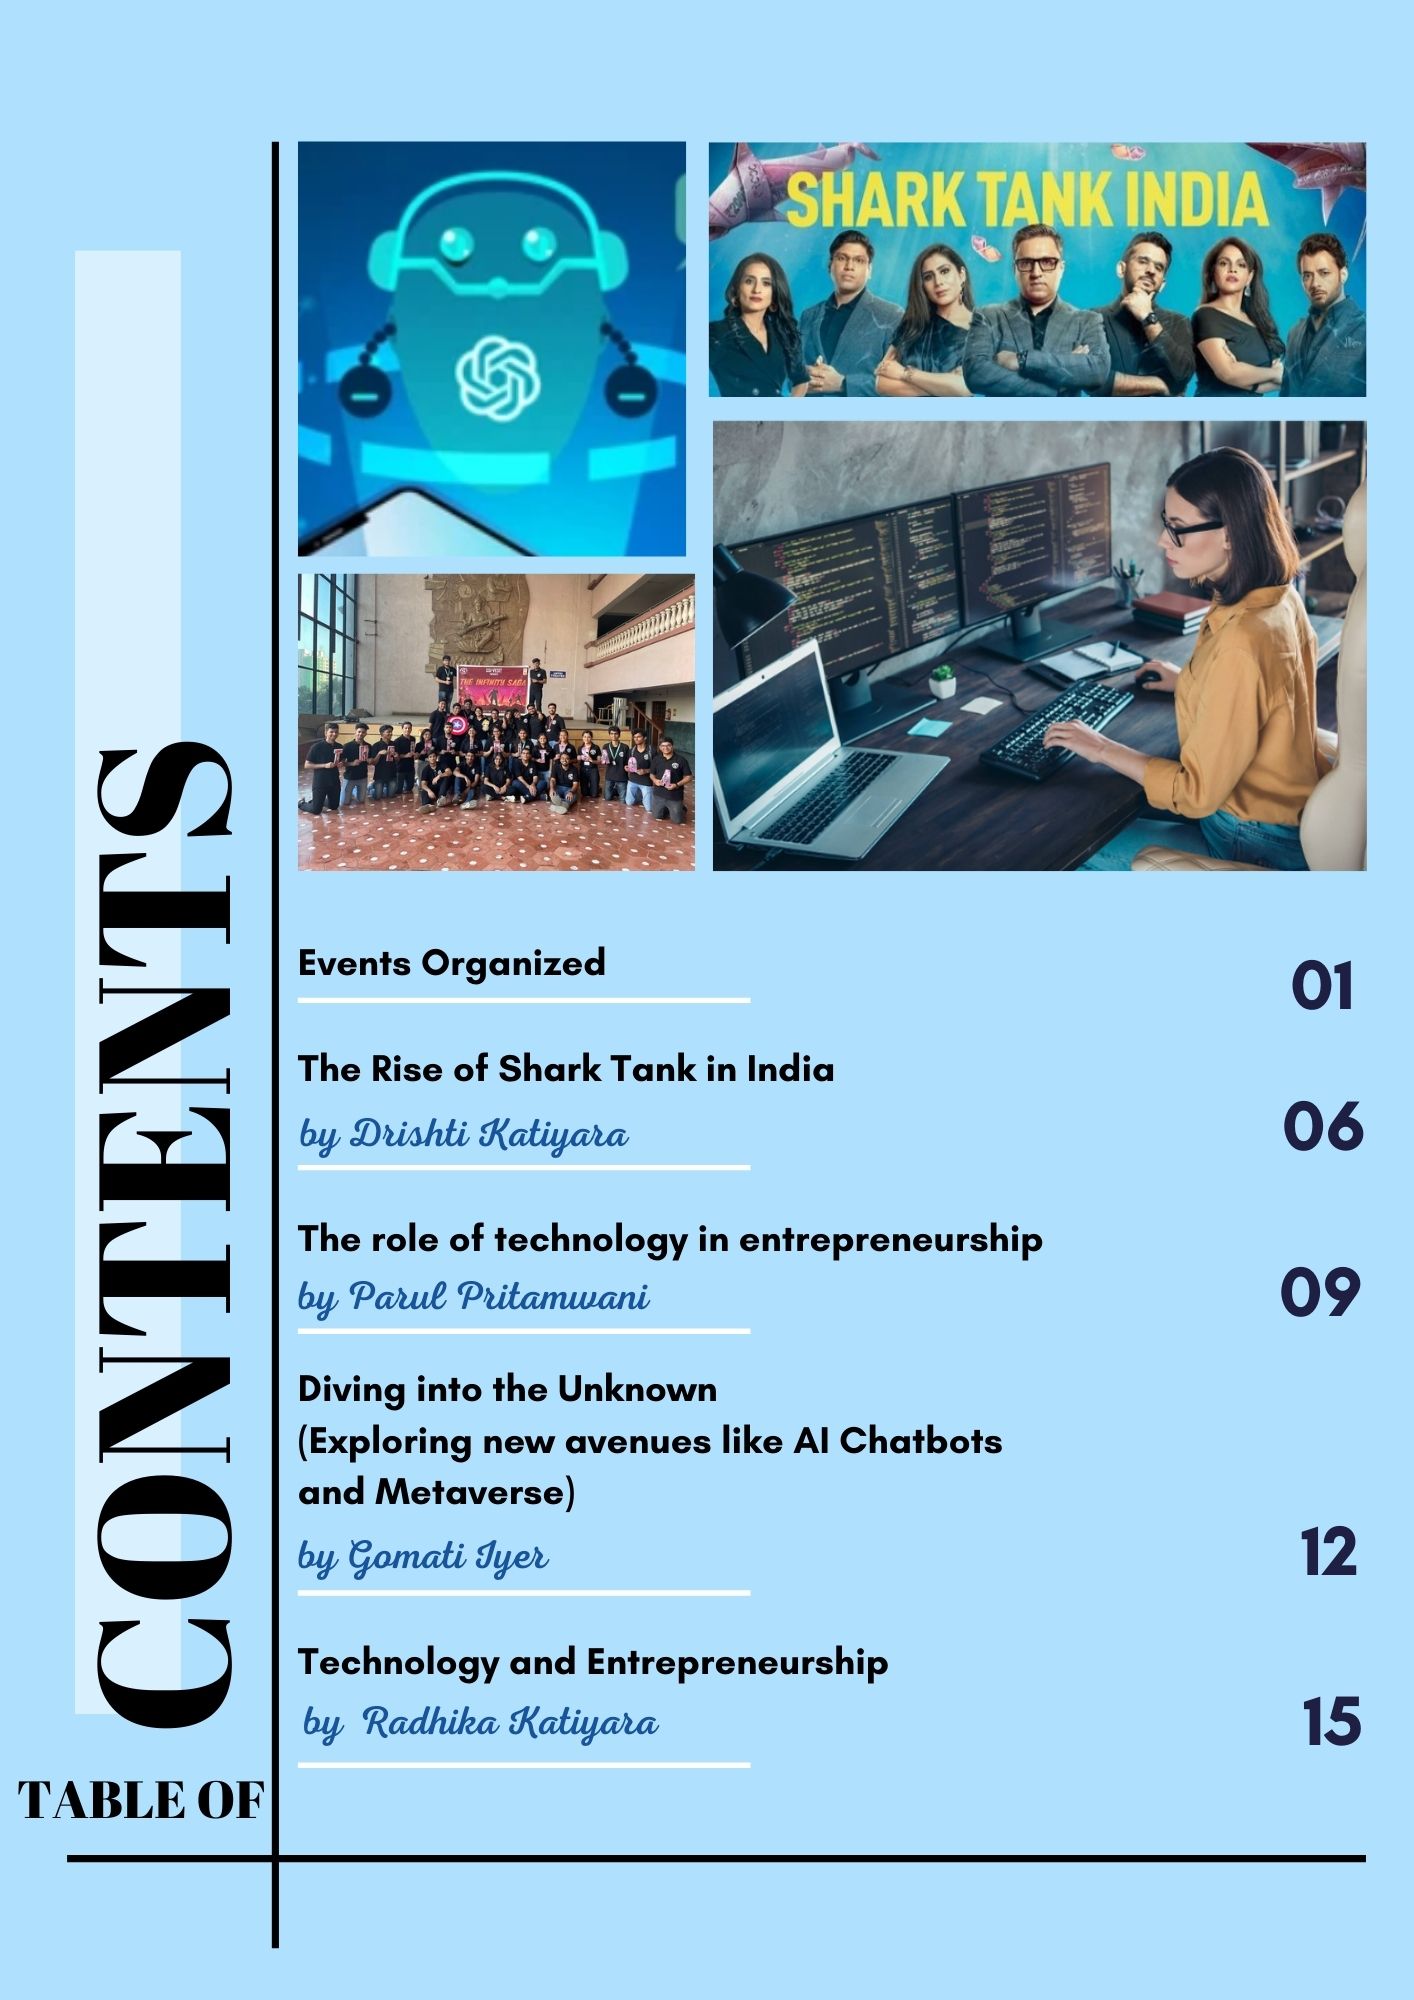 SHARK TANK INDIA
THE INFINITY SAGA
Events Organized
01
The Rise of Shark Tank in India
by Drishti Katiyara
06
The role of technology in entrepreneurship
by Parul Pritamwani
09
Diving into the Unknown
(Exploring new avenues like AI Chatbots
and Metaverse)
by Gomati Iyer
12
Technology and Entrepreneurship
by Radhika Katiyara
15
TABLE OF
CONTENTS